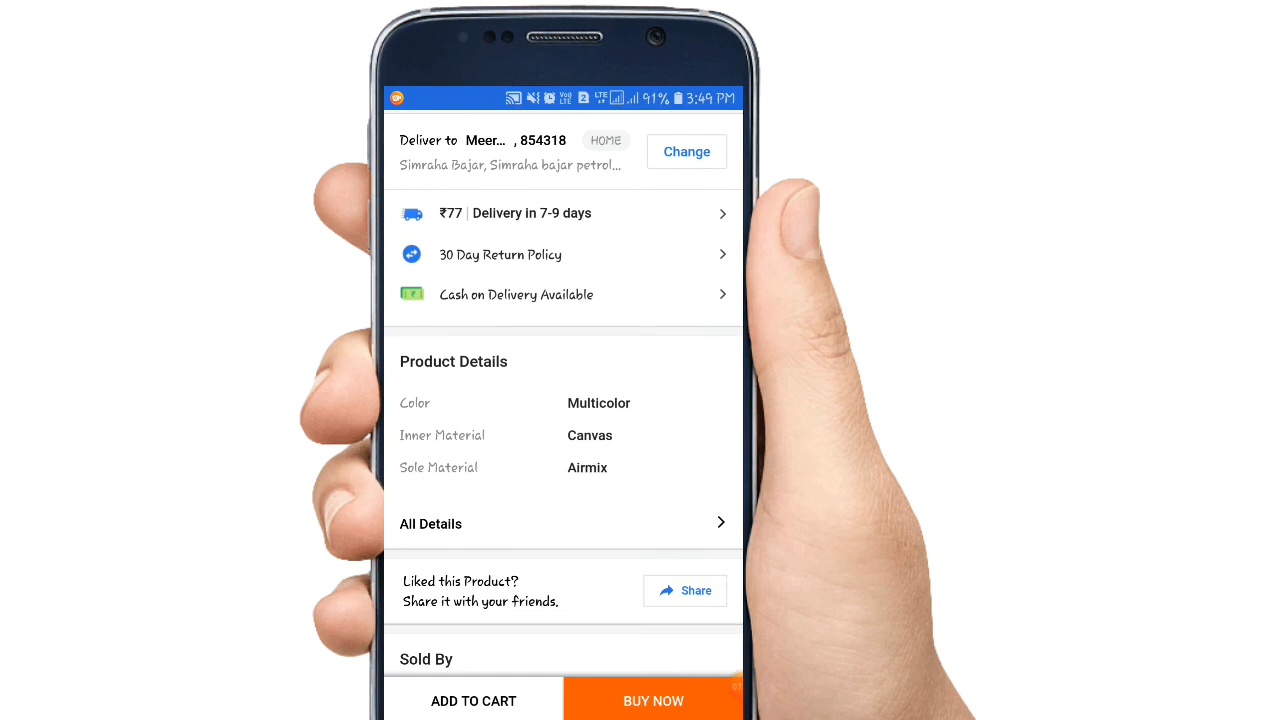 VoLTE 2 LTE 91% 3:49 PM
Deliver to Meer... , 854318 HOME
Change
Simraha Bajar, Simraha bajar petrol...
₹77 | Delivery in 7-9 days
30 Day Return Policy
Cash on Delivery Available
Product Details
Color Multicolor
Inner Material Canvas
Sole Material Airmix
All Details
Liked this Product?
Share it with your friends.
Share
Sold By
ADD TO CART BUY NOW